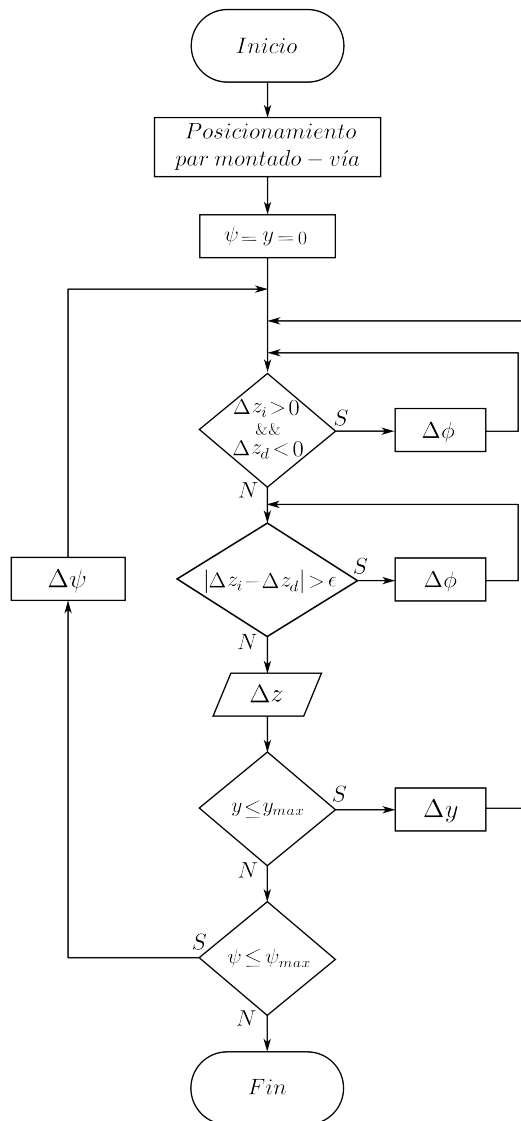 Inicio
Posicionamiento
par montado – vía
ψ = y = 0
Δz_i > 0
&&
Δz_d < 0
S
Δϕ
N
|Δz_i − Δz_d| > ϵ
S
Δϕ
Δψ
N
Δz
y ≤ y_max
S
Δy
N
S
ψ ≤ ψ_max
N
Fin